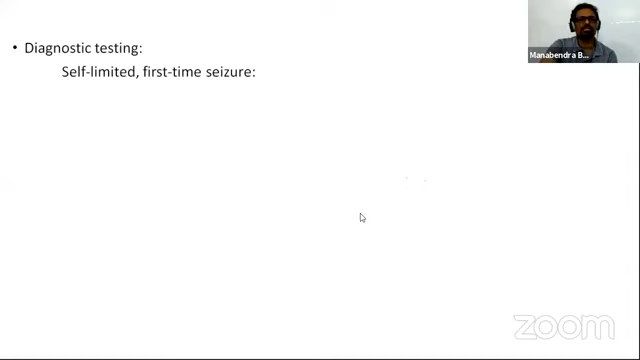 • Diagnostic testing:
Self-limited, first-time seizure:
Manabendra B...
zoom